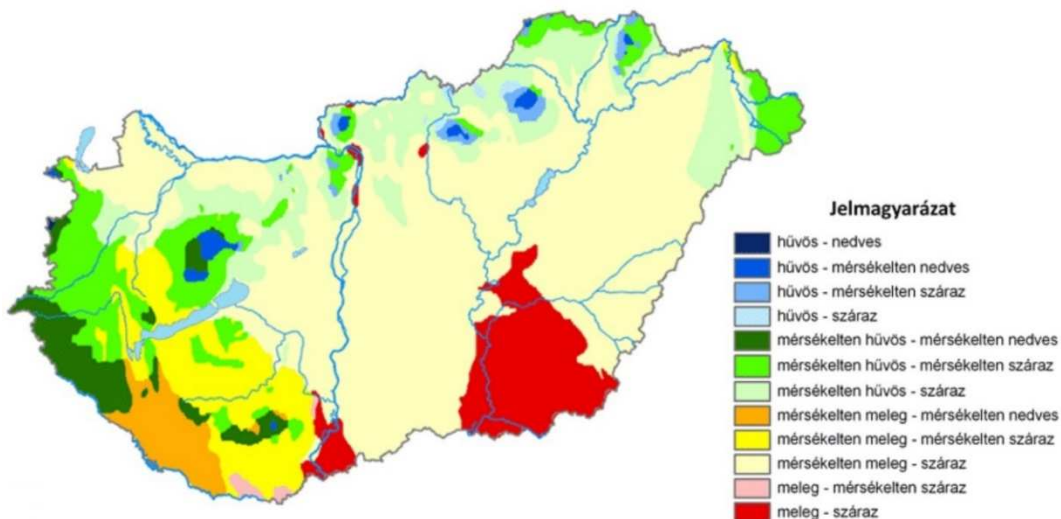 Jelmagyarázat
hűvös - nedves
hűvös - mérsékelten nedves
hűvös - mérsékelten száraz
hűvös - száraz
mérsékelten hűvös - mérsékelten nedves
mérsékelten hűvös - mérsékelten száraz
mérsékelten hűvös - száraz
mérsékelten meleg - mérsékelten nedves
mérsékelten meleg - mérsékelten száraz
mérsékelten meleg - száraz
meleg - mérsékelten száraz
meleg - száraz